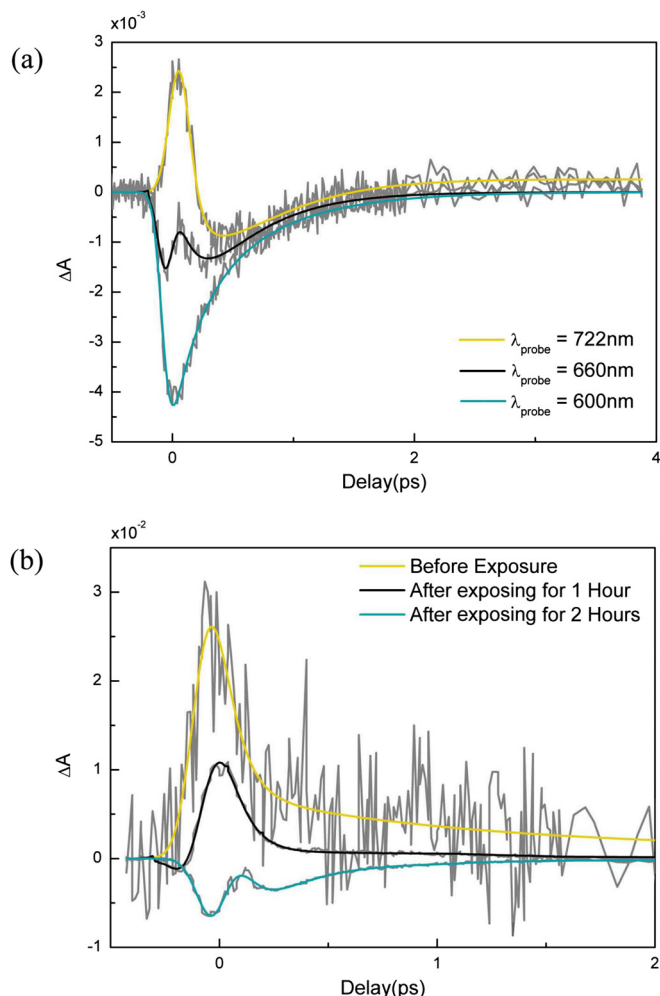 (a)
x10⁻³
3
2
1
0
-1
-2
-3
-4
-5
ΔA
λprobe = 722nm
λprobe = 660nm
λprobe = 600nm
0
2
4
Delay(ps)
(b)
x10⁻²
3
2
1
0
-1
ΔA
Before Exposure
After exposing for 1 Hour
After exposing for 2 Hours
0
1
2
Delay(ps)